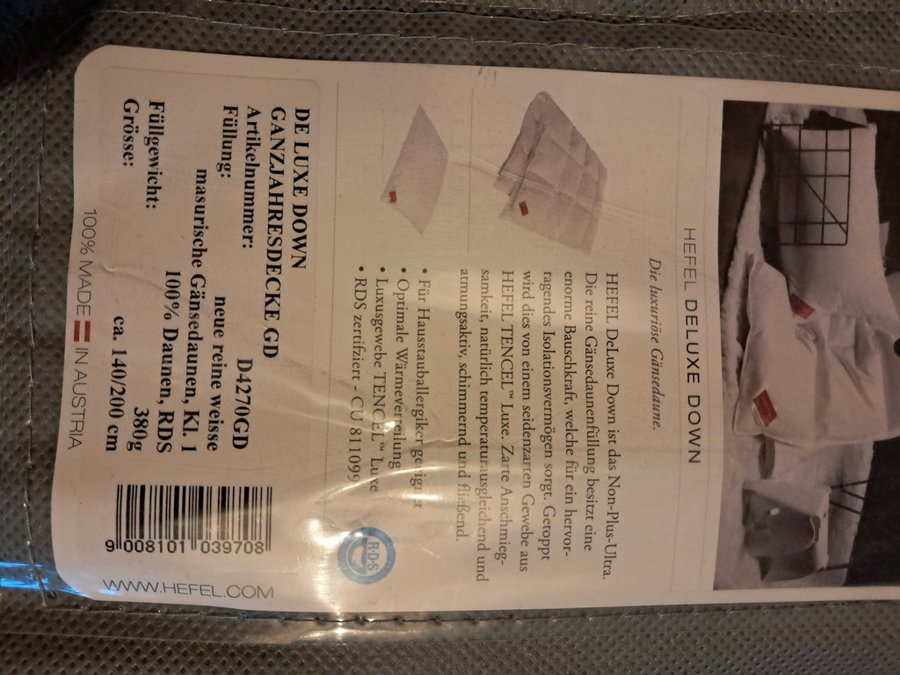 HEFEL DELUXE DOWN
Die luxuriöse Gänsedaune.
HEFEL DeLuxe Down ist das Non-Plus-Ultra.
Die reine Gänsedaunenfüllung besitzt eine
enorme Bauschkraft, welche für ein hervor-
ragendes Isolationsvermögen sorgt. Getoppt
wird dies von einem seidenzarten Gewebe aus
HEFEL TENCEL™ Luxe. Zarte Anschmieg-
samkeit, natürlich temperaturausgleichend und
atmungsaktiv, schimmernd und fließend.
• Für Hausstauballergiker geeignet
• Optimale Wärmeverteilung
• Luxusgewebe TENCEL™ Luxe
• RDS zertifziert - CU 811099
R·D·S
DE LUXE DOWN
GANZJAHRESDECKE GD
Artikelnummer: D4270GD
Füllung: neue reine weisse
masurische Gänsedaunen, Kl. 1
100% Daunen, RDS
Füllgewicht: 380g
Grösse: ca. 140/200 cm
9 008101 039708
100% MADE IN AUSTRIA
WWW.HEFEL.COM